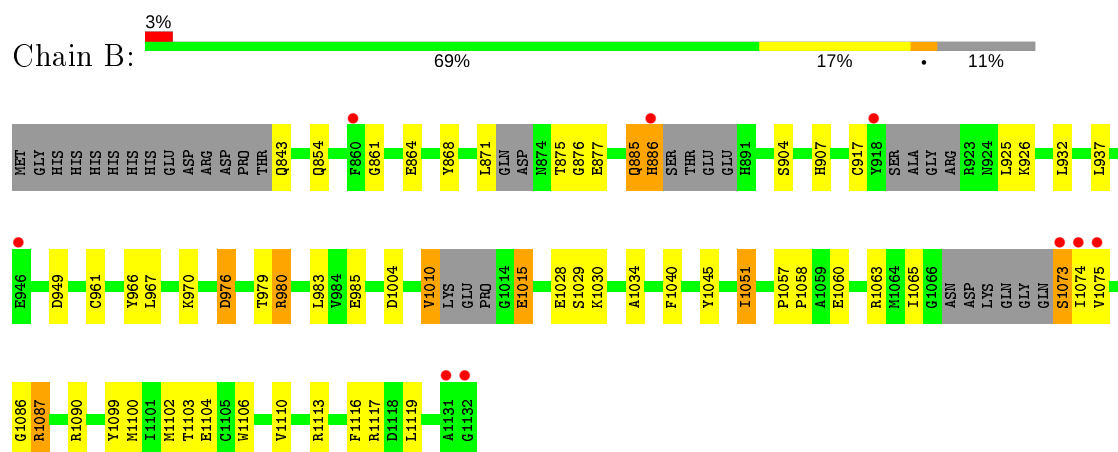 3%
Chain B:
69% 17% • 11%
MET GLY HIS HIS HIS HIS HIS HIS GLU ASP ARG ASP PRO THR Q843 Q854 F860 G861 E864 Y868 L871 GLN ASP N874 T875 G876 E877 Q885 H886 SER THR GLU GLU H891 S904 H907 C917 Y918 SER ALA GLY ARG R923 N924 L925 K926 L932 L937
E946 D949 C961 Y966 L967 K970 D976 T979 R980 L983 V984 E985 D1004 V1010 LYS GLU PRO G1014 E1015 E1028 S1029 K1030 A1034 F1040 Y1045 I1051 P1057 P1058 A1059 E1060 R1063 M1064 I1065 G1066 ASN ASP LYS GLN GLY GLN S1073 I1074 V1075
G1086 R1087 R1090 Y1099 M1100 I1101 M1102 T1103 E1104 C1105 W1106 V1110 R1113 F1116 R1117 D1118 L1119 A1131 G1132